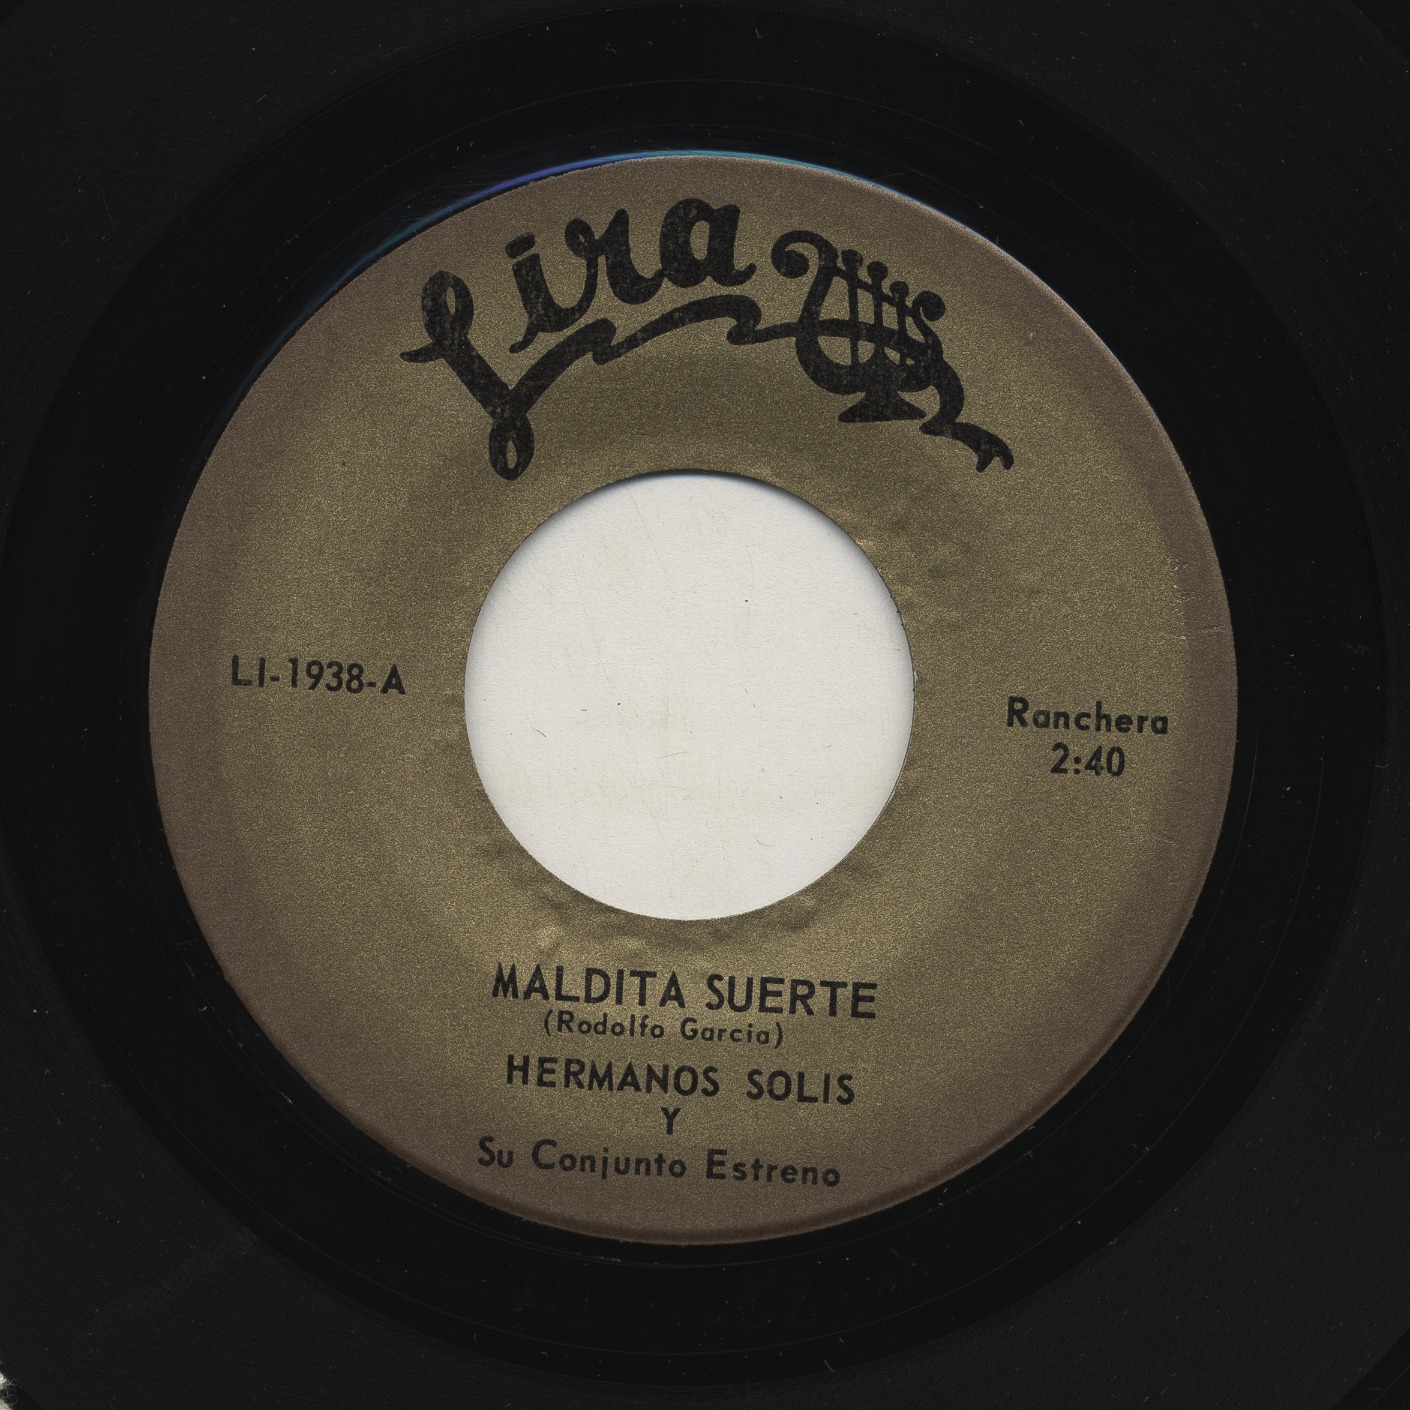 Lira
LI-1938-A
Ranchera
2:40
MALDITA SUERTE
(Rodolfo Garcia)
HERMANOS SOLIS
Y
Su Conjunto Estreno